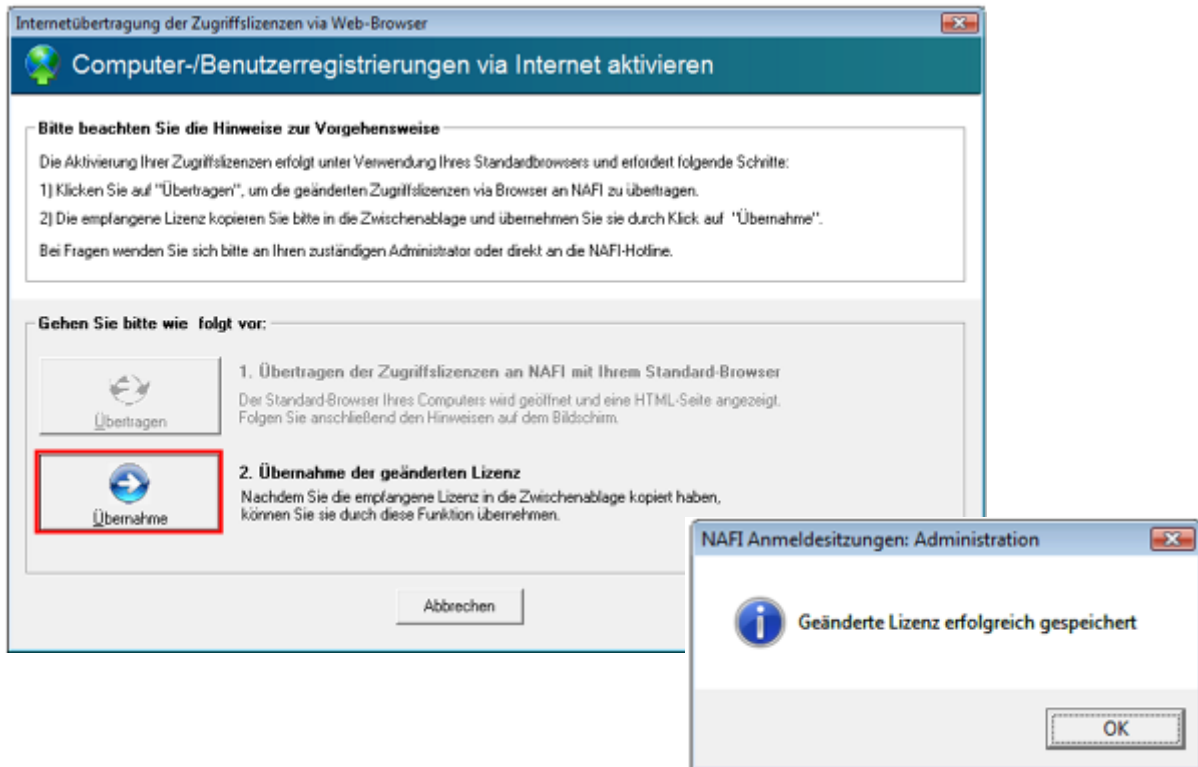 Internetübertragung der Zugriffslizenzen via Web-Browser
Computer-/Benutzerregistrierungen via Internet aktivieren
Bitte beachten Sie die Hinweise zur Vorgehensweise
Die Aktivierung Ihrer Zugriffslizenzen erfolgt unter Verwendung Ihres Standardbrowsers und erfordert folgende Schritte:
1) Klicken Sie auf "Übertragen", um die geänderten Zugriffslizenzen via Browser an NAFI zu übertragen.
2) Die empfangene Lizenz kopieren Sie bitte in die Zwischenablage und übernehmen Sie sie durch Klick auf "Übernahme".
Bei Fragen wenden Sie sich bitte an Ihren zuständigen Administrator oder direkt an die NAFI-Hotline.
Gehen Sie bitte wie folgt vor:
Übertragen
1. Übertragen der Zugriffslizenzen an NAFI mit Ihrem Standard-Browser
Der Standard-Browser Ihres Computers wird geöffnet und eine HTML-Seite angezeigt.
Folgen Sie anschließend den Hinweisen auf dem Bildschirm.
Übernahme
2. Übernahme der geänderten Lizenz
Nachdem Sie die empfangene Lizenz in die Zwischenablage kopiert haben,
können Sie sie durch diese Funktion übernehmen.
Abbrechen
NAFI Anmeldesitzungen: Administration
Geänderte Lizenz erfolgreich gespeichert
OK